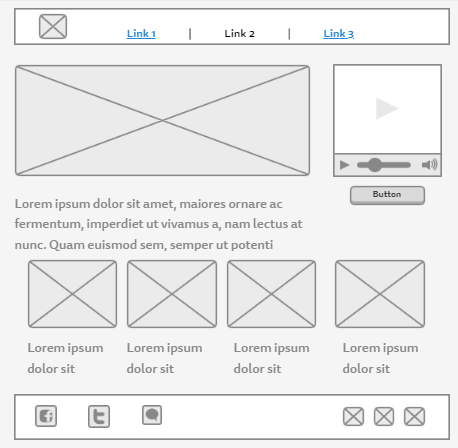 Link 1 | Link 2 | Link 3
Button
Lorem ipsum dolor sit amet, maiores ornare ac
fermentum, imperdiet ut vivamus a, nam lectus at
nunc. Quam euismod sem, semper ut potenti
Lorem ipsum
dolor sit
Lorem ipsum
dolor sit
Lorem ipsum
dolor sit
Lorem ipsum
dolor sit